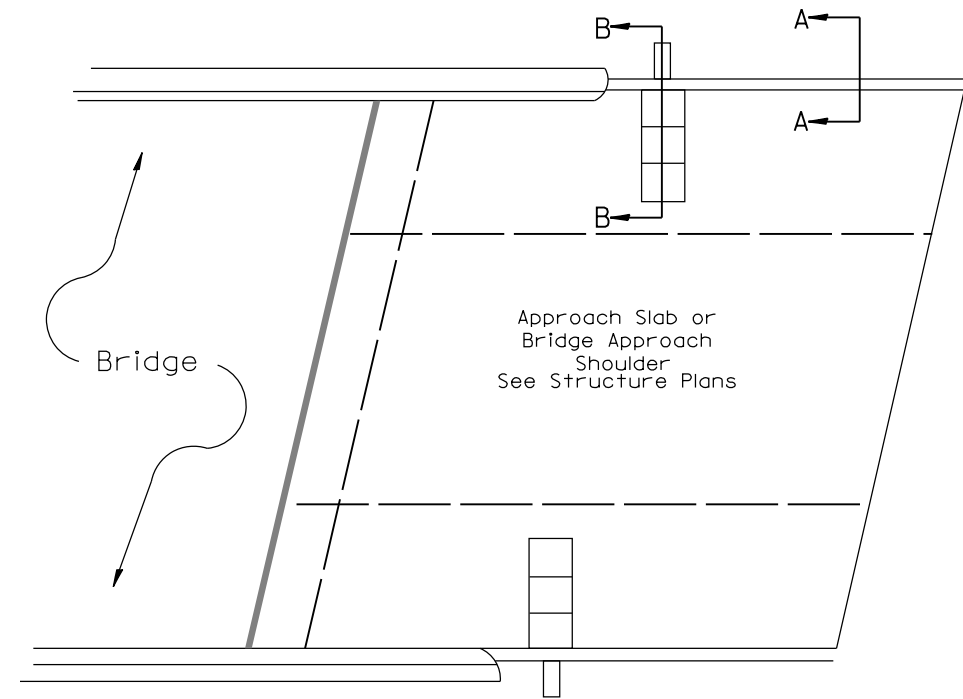 B
A
A
B
Approach Slab or
Bridge Approach
Shoulder
See Structure Plans
Bridge